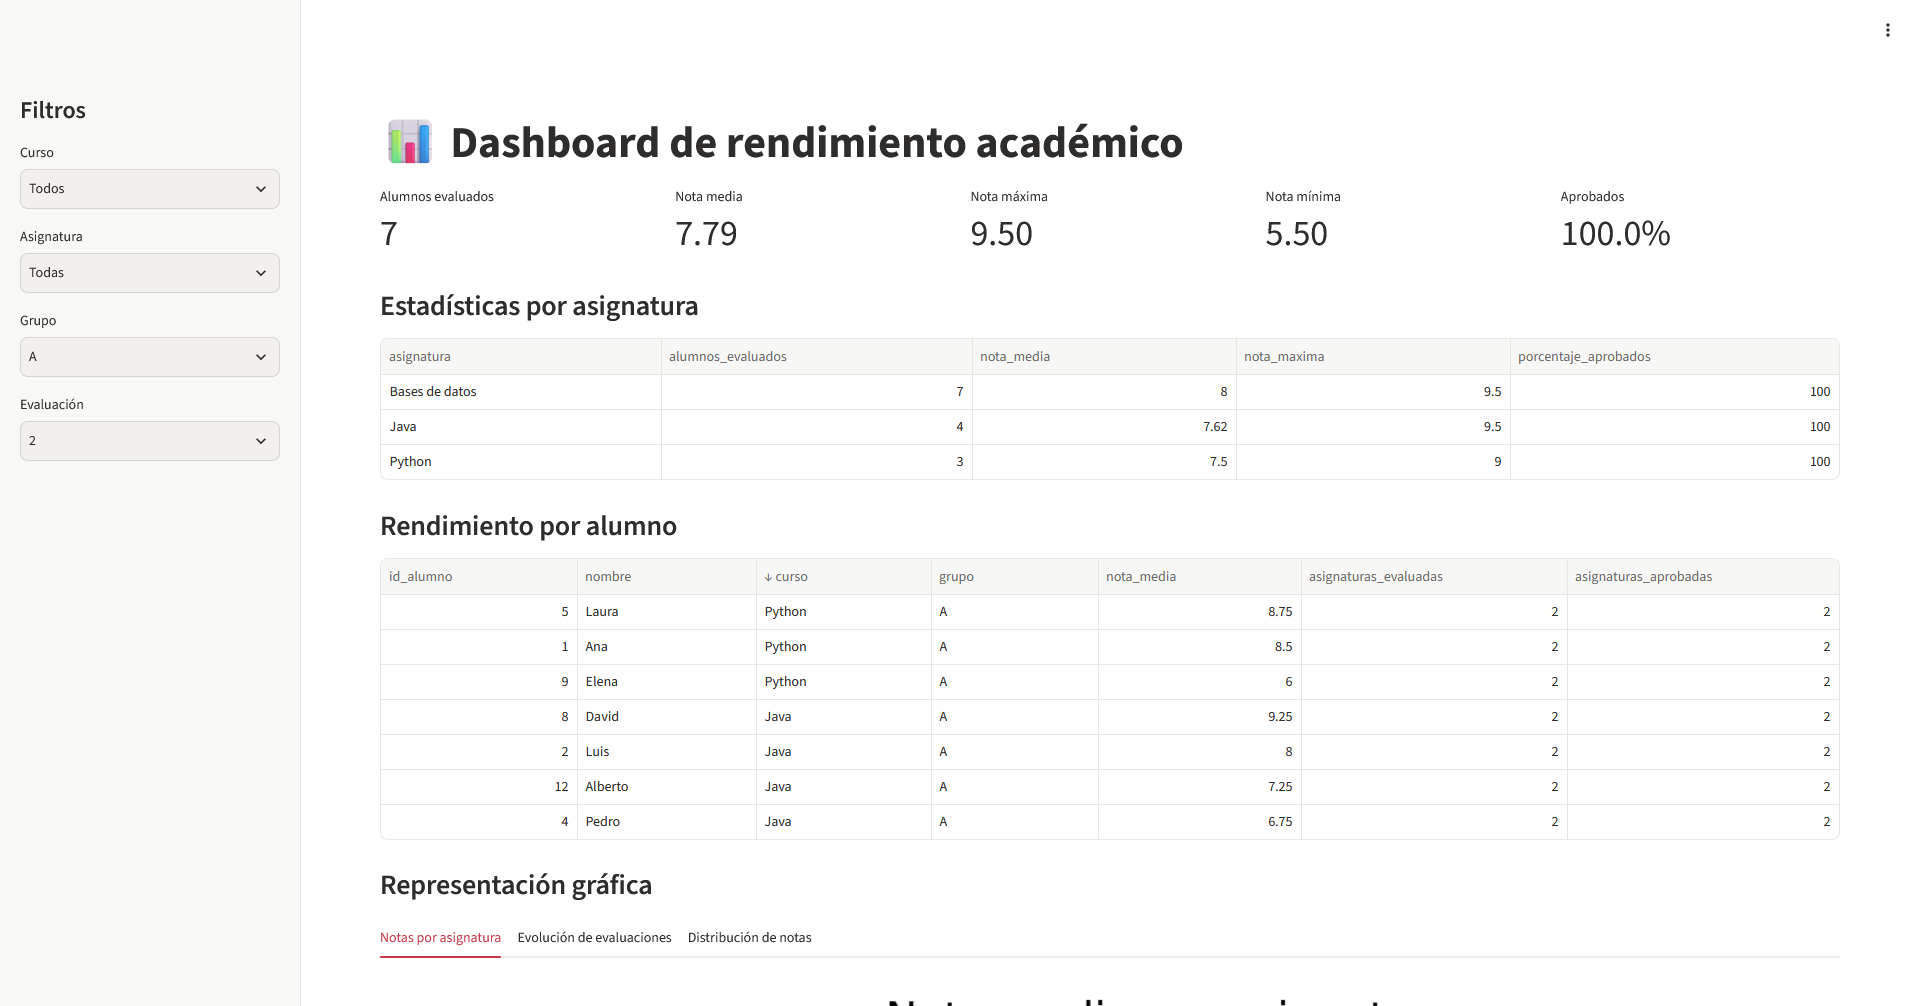 Filtros
Curso
Todos
Asignatura
Todas
Grupo
A
Evaluación
2
Dashboard de rendimiento académico
Alumnos evaluados Nota media Nota máxima Nota mínima Aprobados
7 7.79 9.50 5.50 100.0%
Estadísticas por asignatura
asignatura alumnos_evaluados nota_media nota_maxima porcentaje_aprobados
Bases de datos 7 8 9.5 100
Java 4 7.62 9.5 100
Python 3 7.5 9 100
Rendimiento por alumno
id_alumno nombre ↓ curso grupo nota_media asignaturas_evaluadas asignaturas_aprobadas
5 Laura Python A 8.75 2 2
1 Ana Python A 8.5 2 2
9 Elena Python A 6 2 2
8 David Java A 9.25 2 2
2 Luis Java A 8 2 2
12 Alberto Java A 7.25 2 2
4 Pedro Java A 6.75 2 2
Representación gráfica
Notas por asignatura Evolución de evaluaciones Distribución de notas